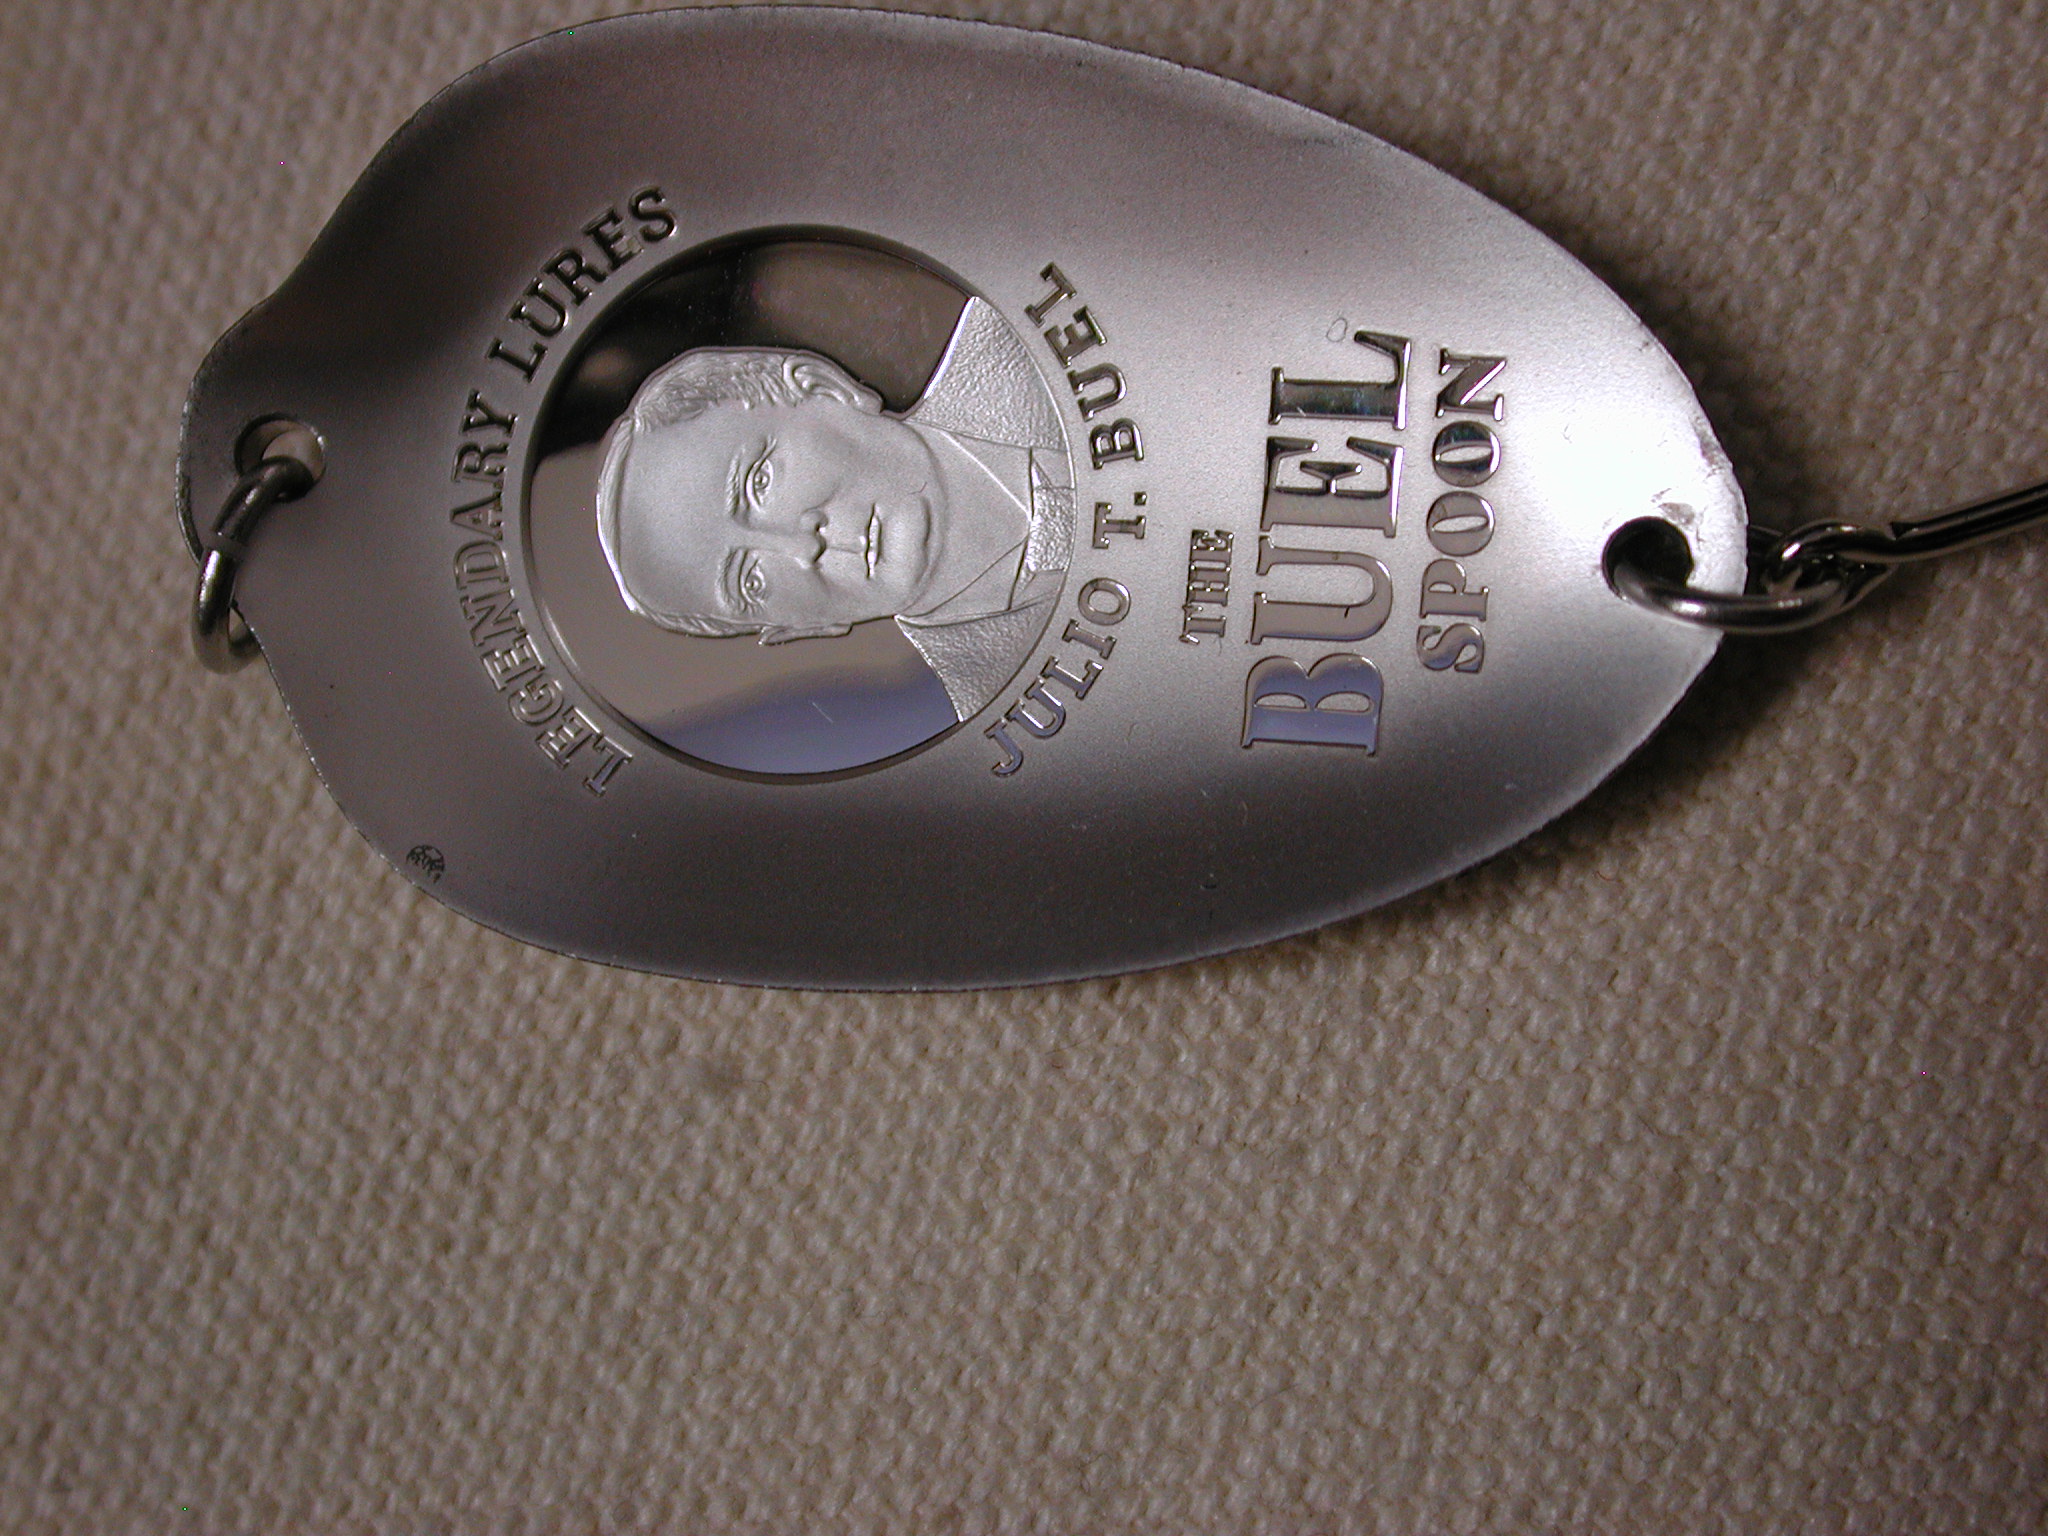 LEGENDARY LURES
JULIO T. BUEL
THE
BUEL
SPOON